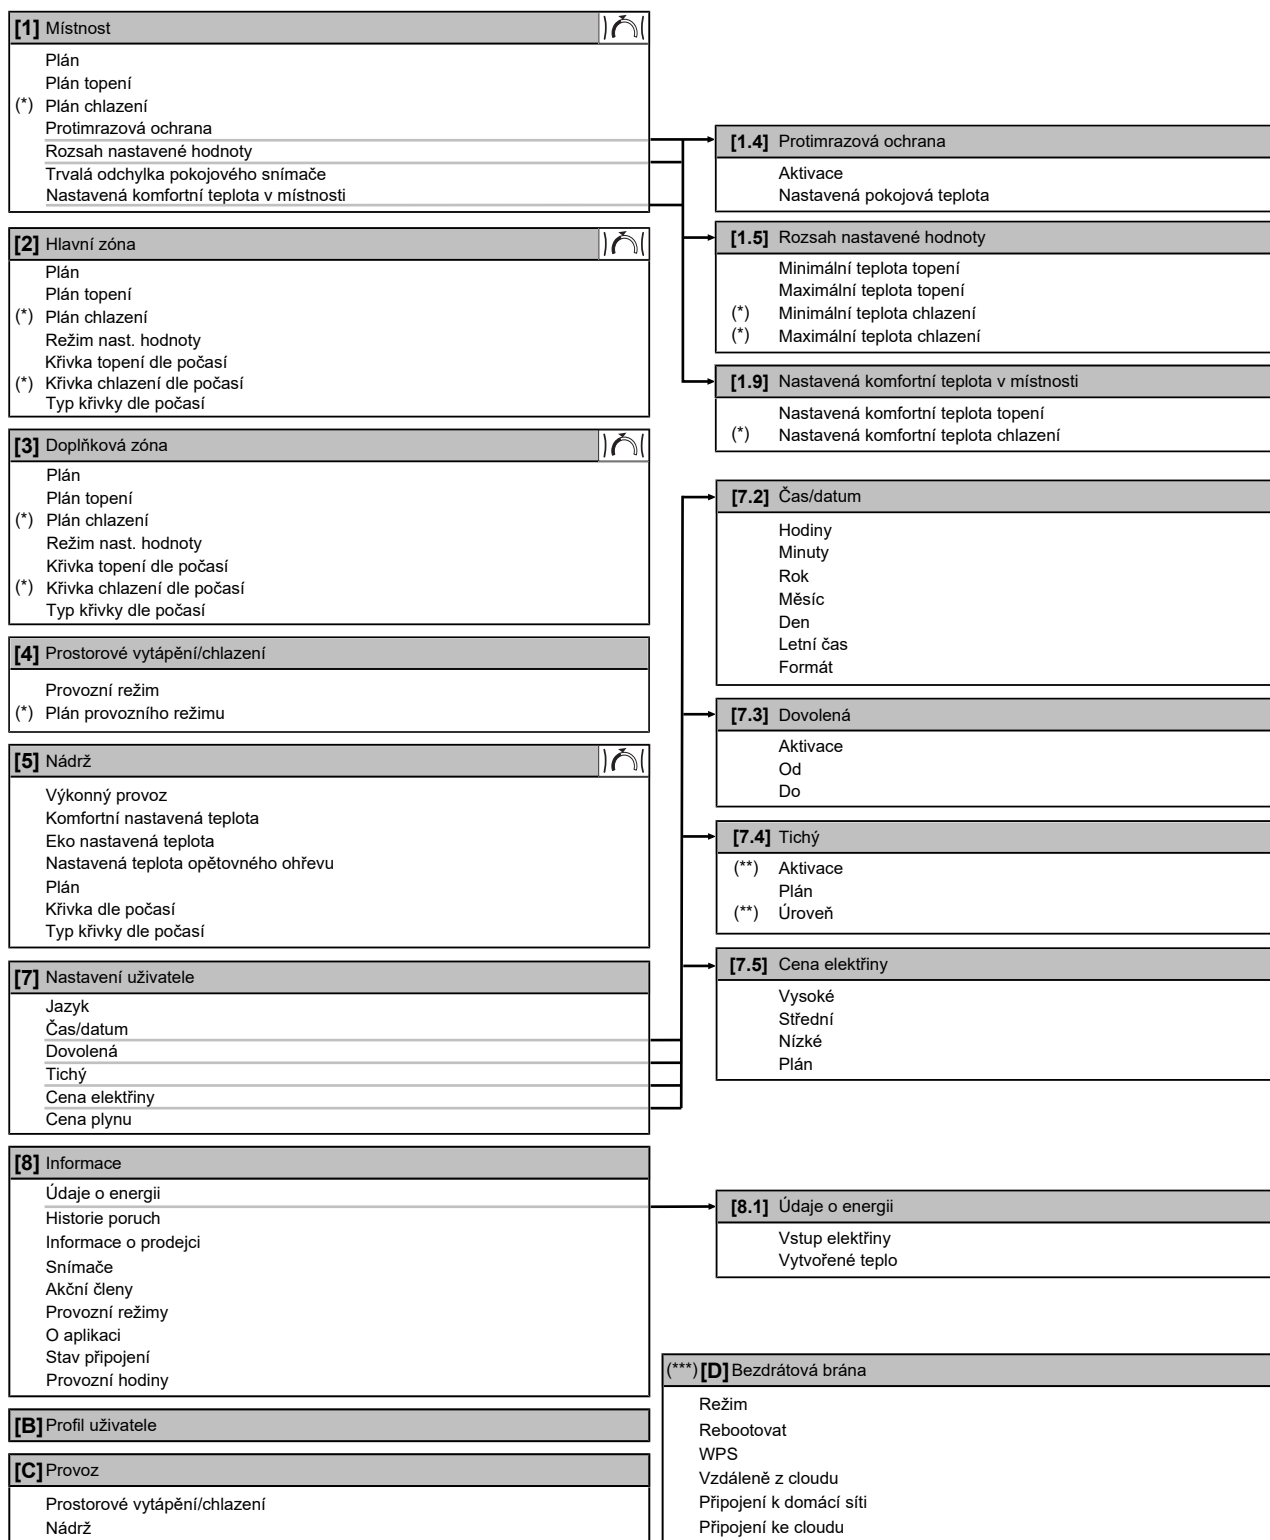 [1] Místnost
Plán
Plán topení
(*) Plán chlazení
Protimrazová ochrana
Rozsah nastavené hodnoty
Trvalá odchylka pokojového snímače
Nastavená komfortní teplota v místnosti
[2] Hlavní zóna
Plán
Plán topení
(*) Plán chlazení
Režim nast. hodnoty
Křivka topení dle počasí
(*) Křivka chlazení dle počasí
Typ křivky dle počasí
[3] Doplňková zóna
Plán
Plán topení
(*) Plán chlazení
Režim nast. hodnoty
Křivka topení dle počasí
(*) Křivka chlazení dle počasí
Typ křivky dle počasí
[4] Prostorové vytápění/chlazení
Provozní režim
(*) Plán provozního režimu
[5] Nádrž
Výkonný provoz
Komfortní nastavená teplota
Eko nastavená teplota
Nastavená teplota opětovného ohřevu
Plán
Křivka dle počasí
Typ křivky dle počasí
[7] Nastavení uživatele
Jazyk
Čas/datum
Dovolená
Tichý
Cena elektřiny
Cena plynu
[8] Informace
Údaje o energii
Historie poruch
Informace o prodejci
Snímače
Akční členy
Provozní režimy
O aplikaci
Stav připojení
Provozní hodiny
[B] Profil uživatele
[C] Provoz
Prostorové vytápění/chlazení
Nádrž
[1.4] Protimrazová ochrana
Aktivace
Nastavená pokojová teplota
[1.5] Rozsah nastavené hodnoty
Minimální teplota topení
Maximální teplota topení
(*) Minimální teplota chlazení
(*) Maximální teplota chlazení
[1.9] Nastavená komfortní teplota v místnosti
Nastavená komfortní teplota topení
(*) Nastavená komfortní teplota chlazení
[7.2] Čas/datum
Hodiny
Minuty
Rok
Měsíc
Den
Letní čas
Formát
[7.3] Dovolená
Aktivace
Od
Do
[7.4] Tichý
(**) Aktivace
Plán
(**) Úroveň
[7.5] Cena elektřiny
Vysoké
Střední
Nízké
Plán
[8.1] Údaje o energii
Vstup elektřiny
Vytvořené teplo
(***) [D] Bezdrátová brána
Režim
Rebootovat
WPS
Vzdáleně z cloudu
Připojení k domácí síti
Připojení ke cloudu